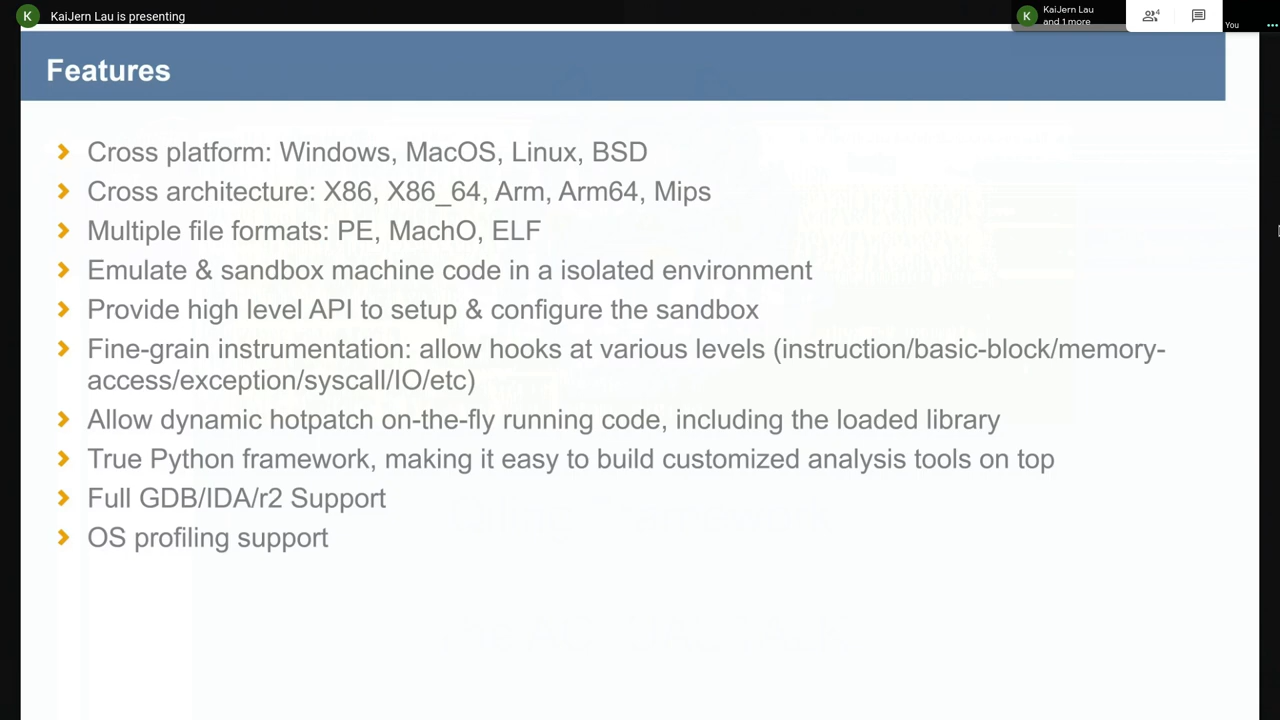 K KaiJern Lau is presenting
K KaiJern Lau
and 1 more
4
You
Features
Cross platform: Windows, MacOS, Linux, BSD
Cross architecture: X86, X86_64, Arm, Arm64, Mips
Multiple file formats: PE, MachO, ELF
Emulate & sandbox machine code in a isolated environment
Provide high level API to setup & configure the sandbox
Fine-grain instrumentation: allow hooks at various levels (instruction/basic-block/memory-
access/exception/syscall/IO/etc)
Allow dynamic hotpatch on-the-fly running code, including the loaded library
True Python framework, making it easy to build customized analysis tools on top
Full GDB/IDA/r2 Support
OS profiling support